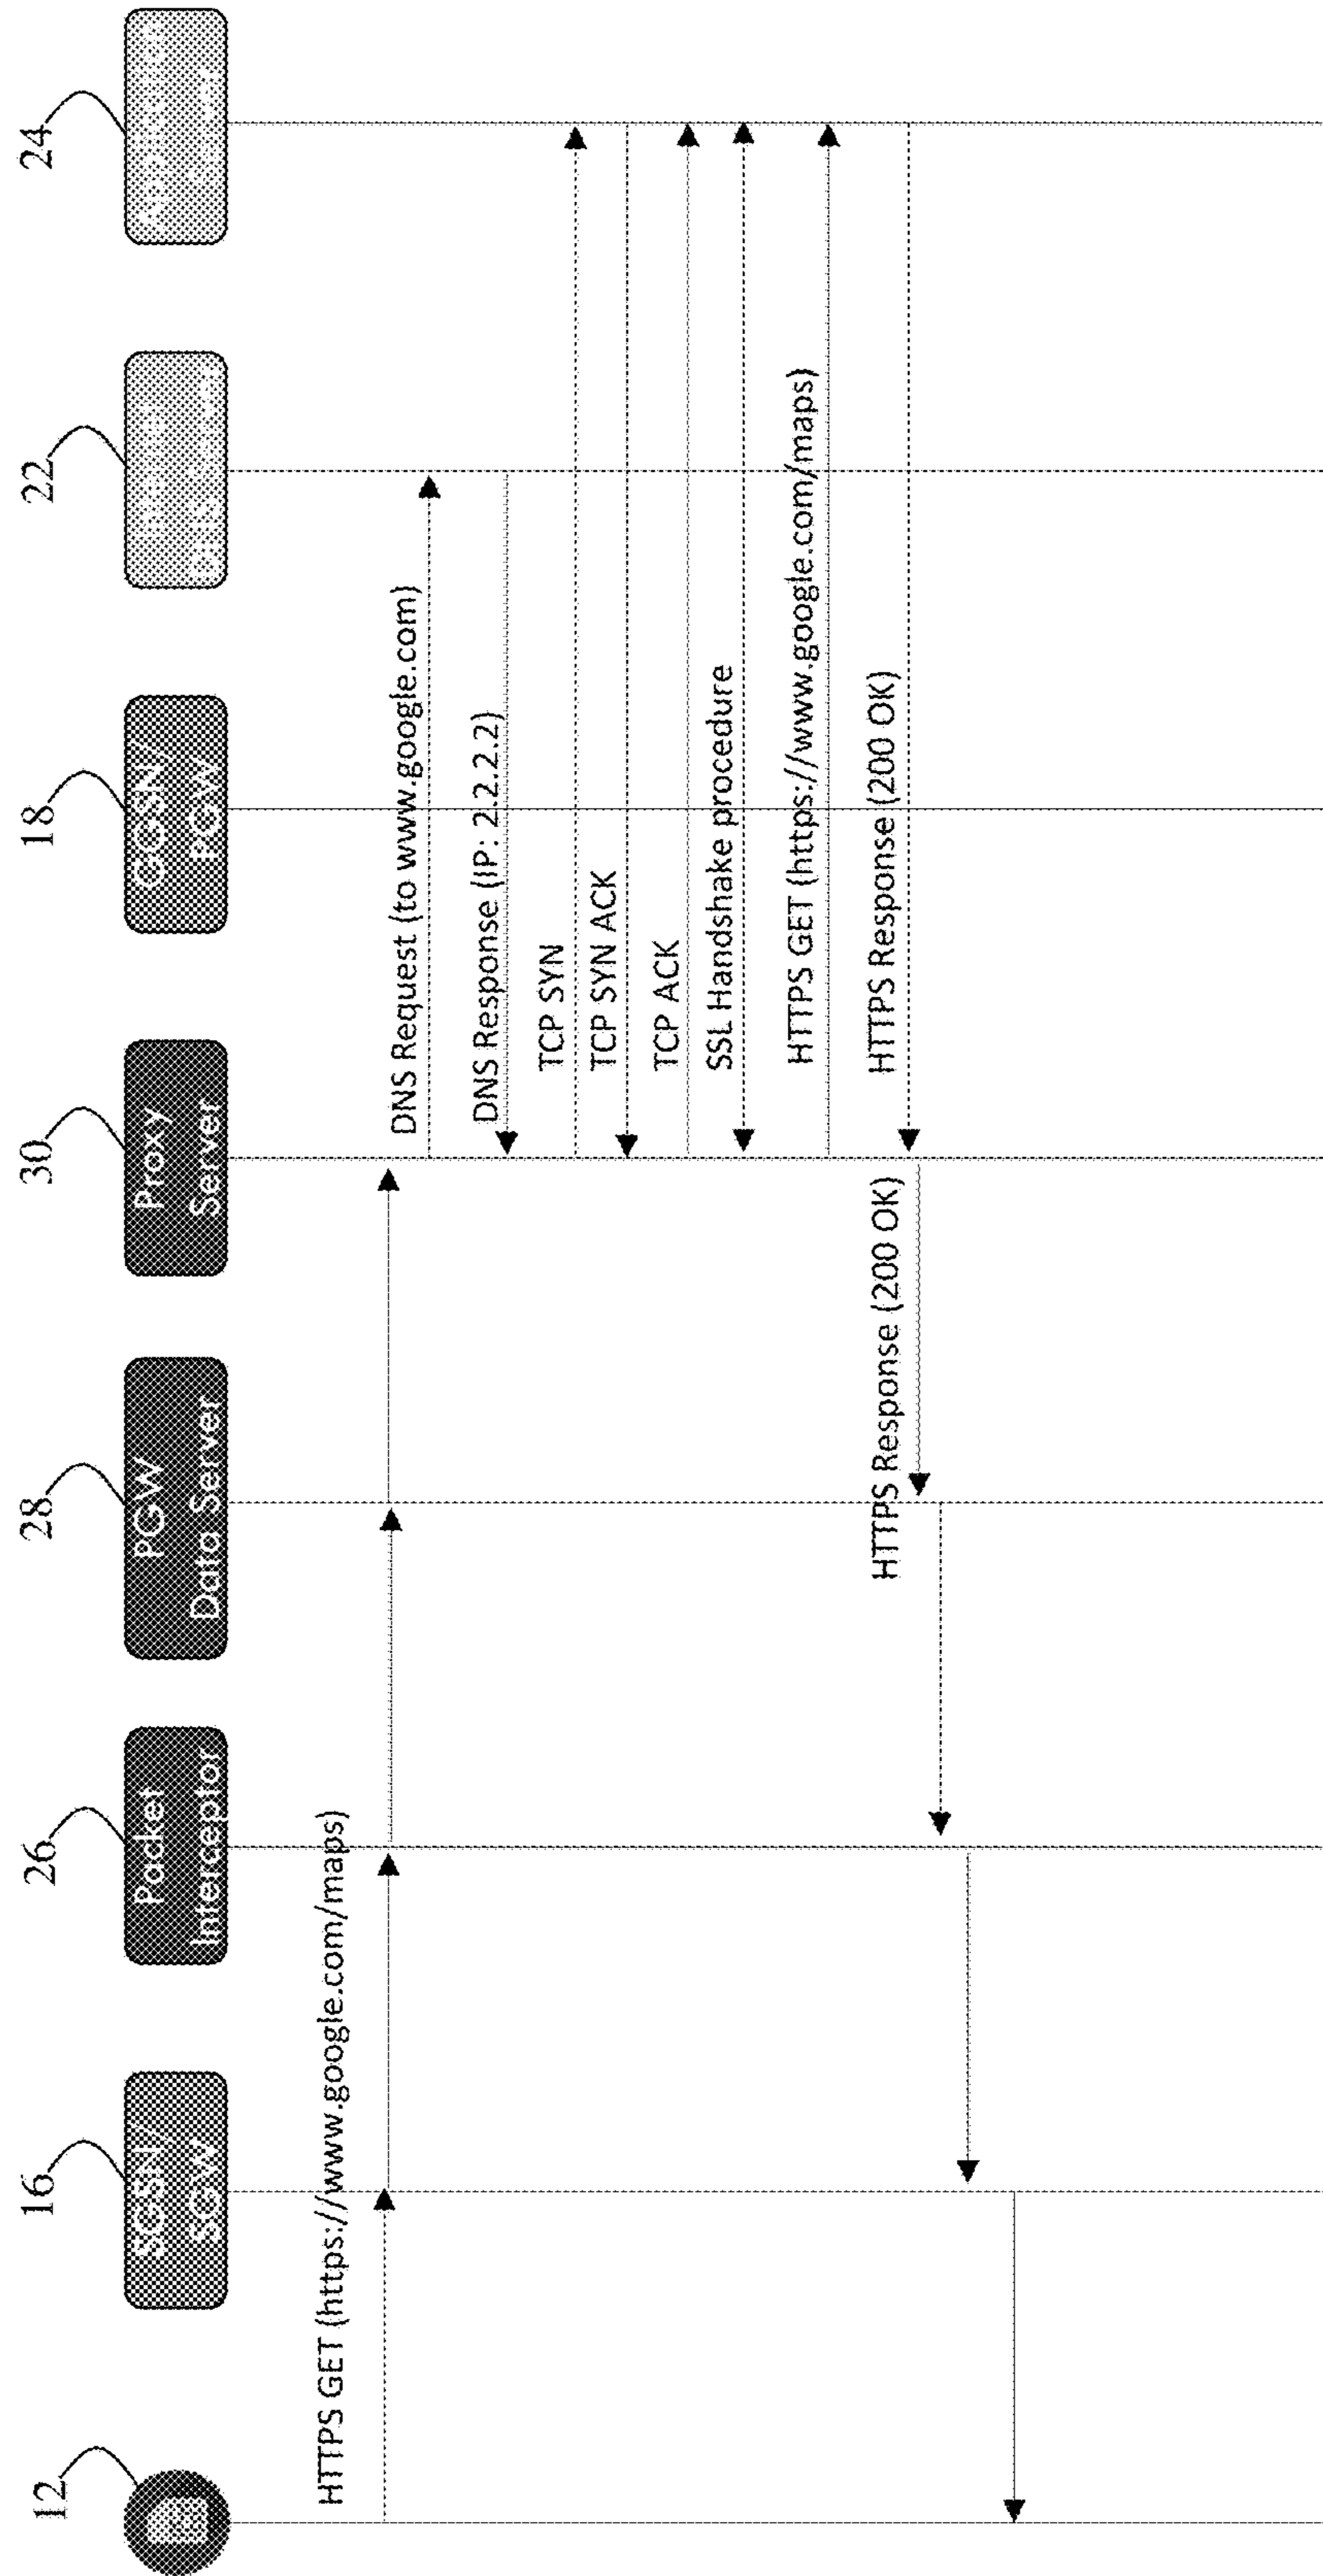 12
16
26
28
30
18
22
24
SGSN/
SGW
Packet
Interceptor
PGW
Data Server
Proxy
Server
GGSN/
PGW
HTTPS GET (https://www.google.com/maps)
DNS Request (to www.google.com)
DNS Response (IP: 2.2.2.2)
TCP SYN
TCP SYN ACK
TCP ACK
SSL Handshake procedure
HTTPS GET (https://www.google.com/maps)
HTTPS Response (200 OK)
HTTPS Response (200 OK)